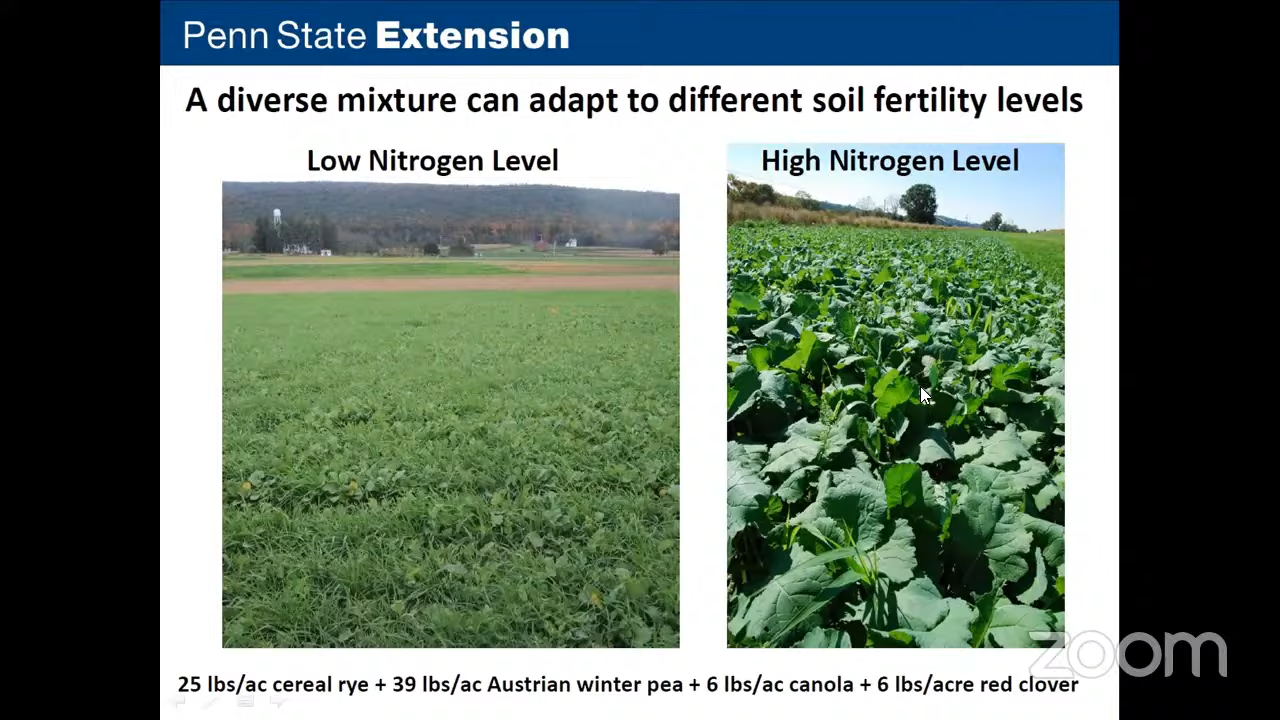 Penn State Extension
A diverse mixture can adapt to different soil fertility levels
Low Nitrogen Level
High Nitrogen Level
zoom
25 lbs/ac cereal rye + 39 lbs/ac Austrian winter pea + 6 lbs/ac canola + 6 lbs/acre red clover